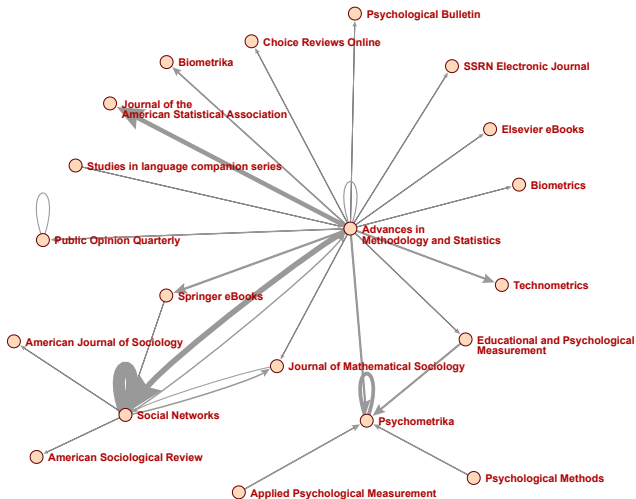 Psychological Bulletin
Choice Reviews Online
Biometrika
SSRN Electronic Journal
Journal of the
American Statistical Association
Elsevier eBooks
Studies in language companion series
Biometrics
Advances in
Methodology and Statistics
Public Opinion Quarterly
Technometrics
Springer eBooks
American Journal of Sociology
Educational and Psychological
Measurement
Journal of Mathematical Sociology
Social Networks
Psychometrika
American Sociological Review
Psychological Methods
Applied Psychological Measurement